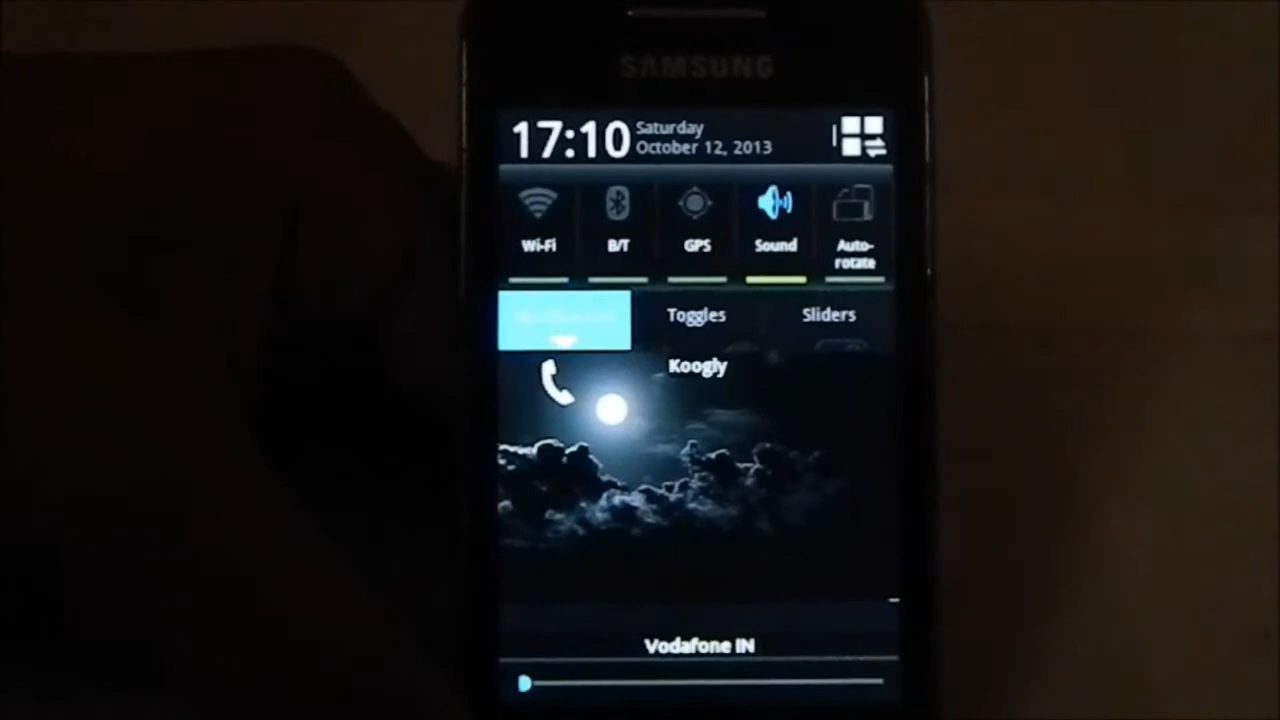 SAMSUNG
17:10
Saturday
October 12, 2013
Wi-Fi
B/T
GPS
Sound
Auto-
rotate
Toggles
Sliders
Koogly
Vodafone IN